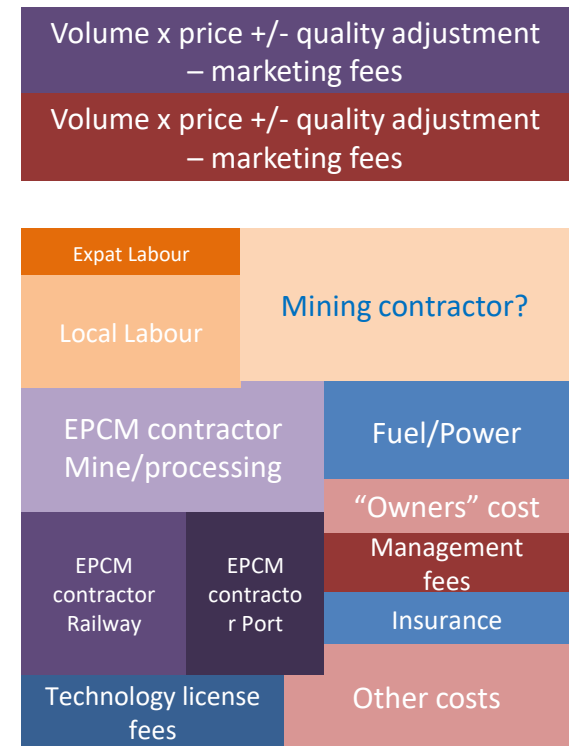 Volume x price +/- quality adjustment
– marketing fees
Volume x price +/- quality adjustment
– marketing fees
Expat Labour
Mining contractor?
Local Labour
EPCM contractor
Mine/processing
Fuel/Power
“Owners” cost
Management
fees
EPCM
contractor
Railway
EPCM
contracto
r Port
Insurance
Technology license
fees
Other costs